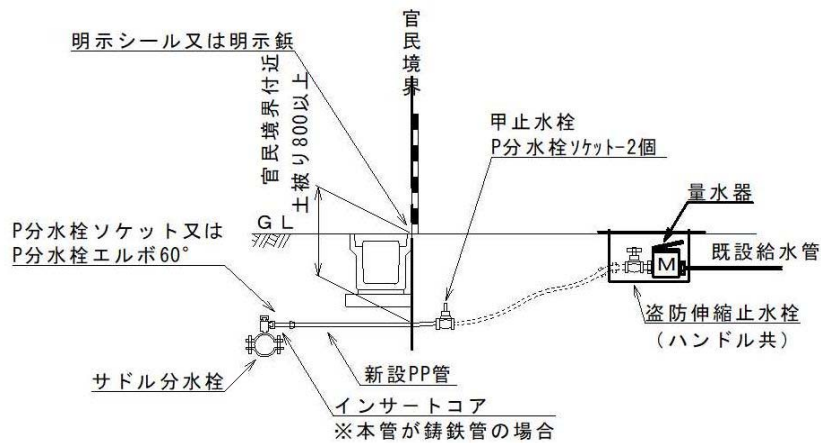 明示シール又は明示鋲
官民境界付近
土被り800以上
官民境界
甲止水栓
P分水栓ソケット-2個
量水器
GL
P分水栓ソケット又は
P分水栓エルボ60°
M
既設給水管
盗防伸縮止水栓
(ハンドル共)
サドル分水栓
新設PP管
インサートコア
※本管が鋳鉄管の場合